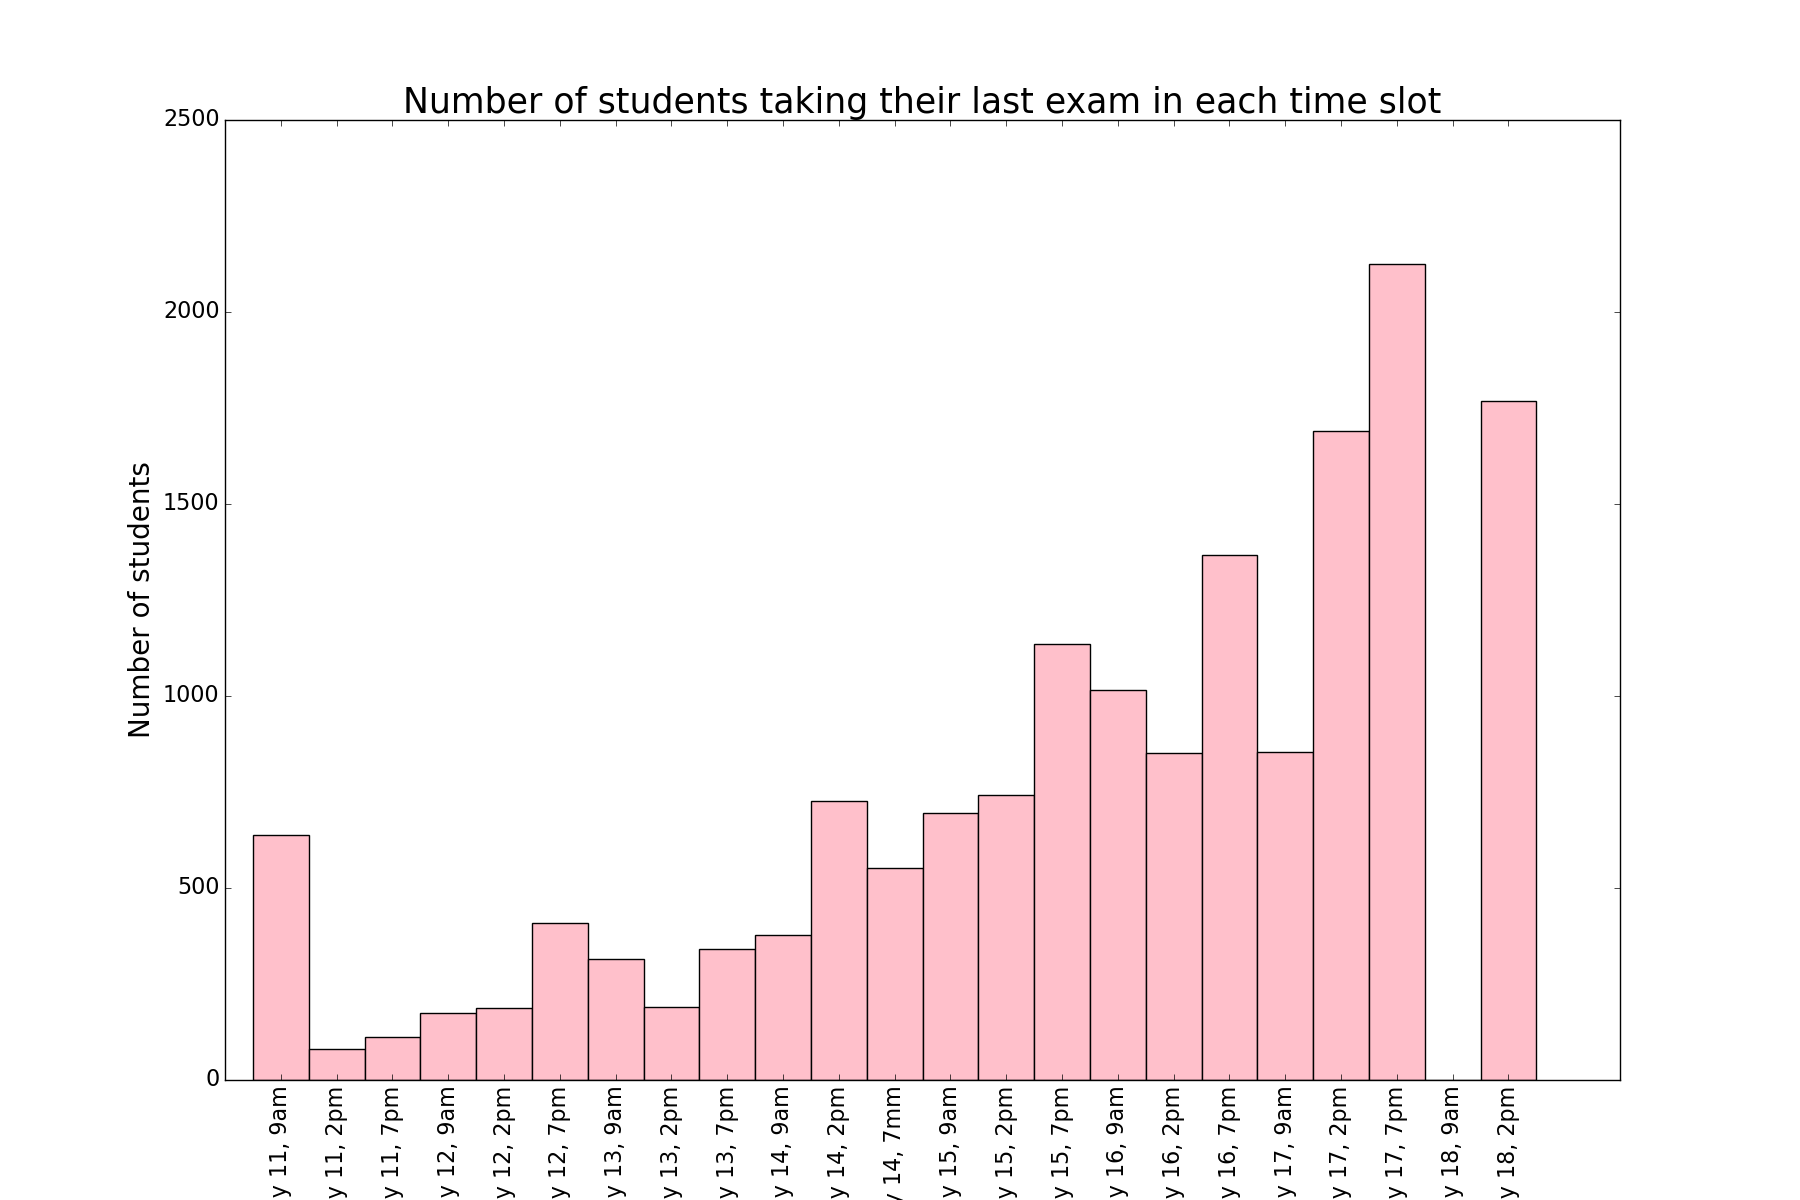 Number of students taking their last exam in each time slot
2500
2000
1500
1000
500
0
Number of students
y 11, 9am
y 11, 2pm
y 11, 7pm
y 12, 9am
y 12, 2pm
y 12, 7pm
y 13, 9am
y 13, 2pm
y 13, 7pm
y 14, 9am
y 14, 2pm
y 14, 7mm
y 15, 9am
y 15, 2pm
y 15, 7pm
y 16, 9am
y 16, 2pm
y 16, 7pm
y 17, 9am
y 17, 2pm
y 17, 7pm
y 18, 9am
y 18, 2pm